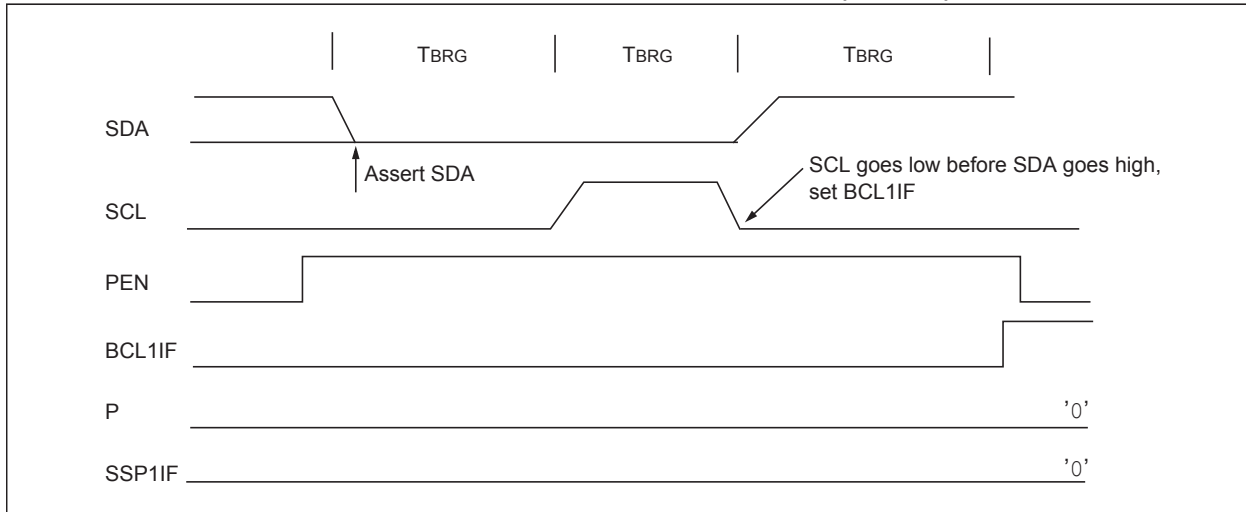 TBRG TBRG TBRG
SDA
Assert SDA
SCL goes low before SDA goes high,
set BCL1IF
SCL
PEN
BCL1IF
P '0'
SSP1IF '0'